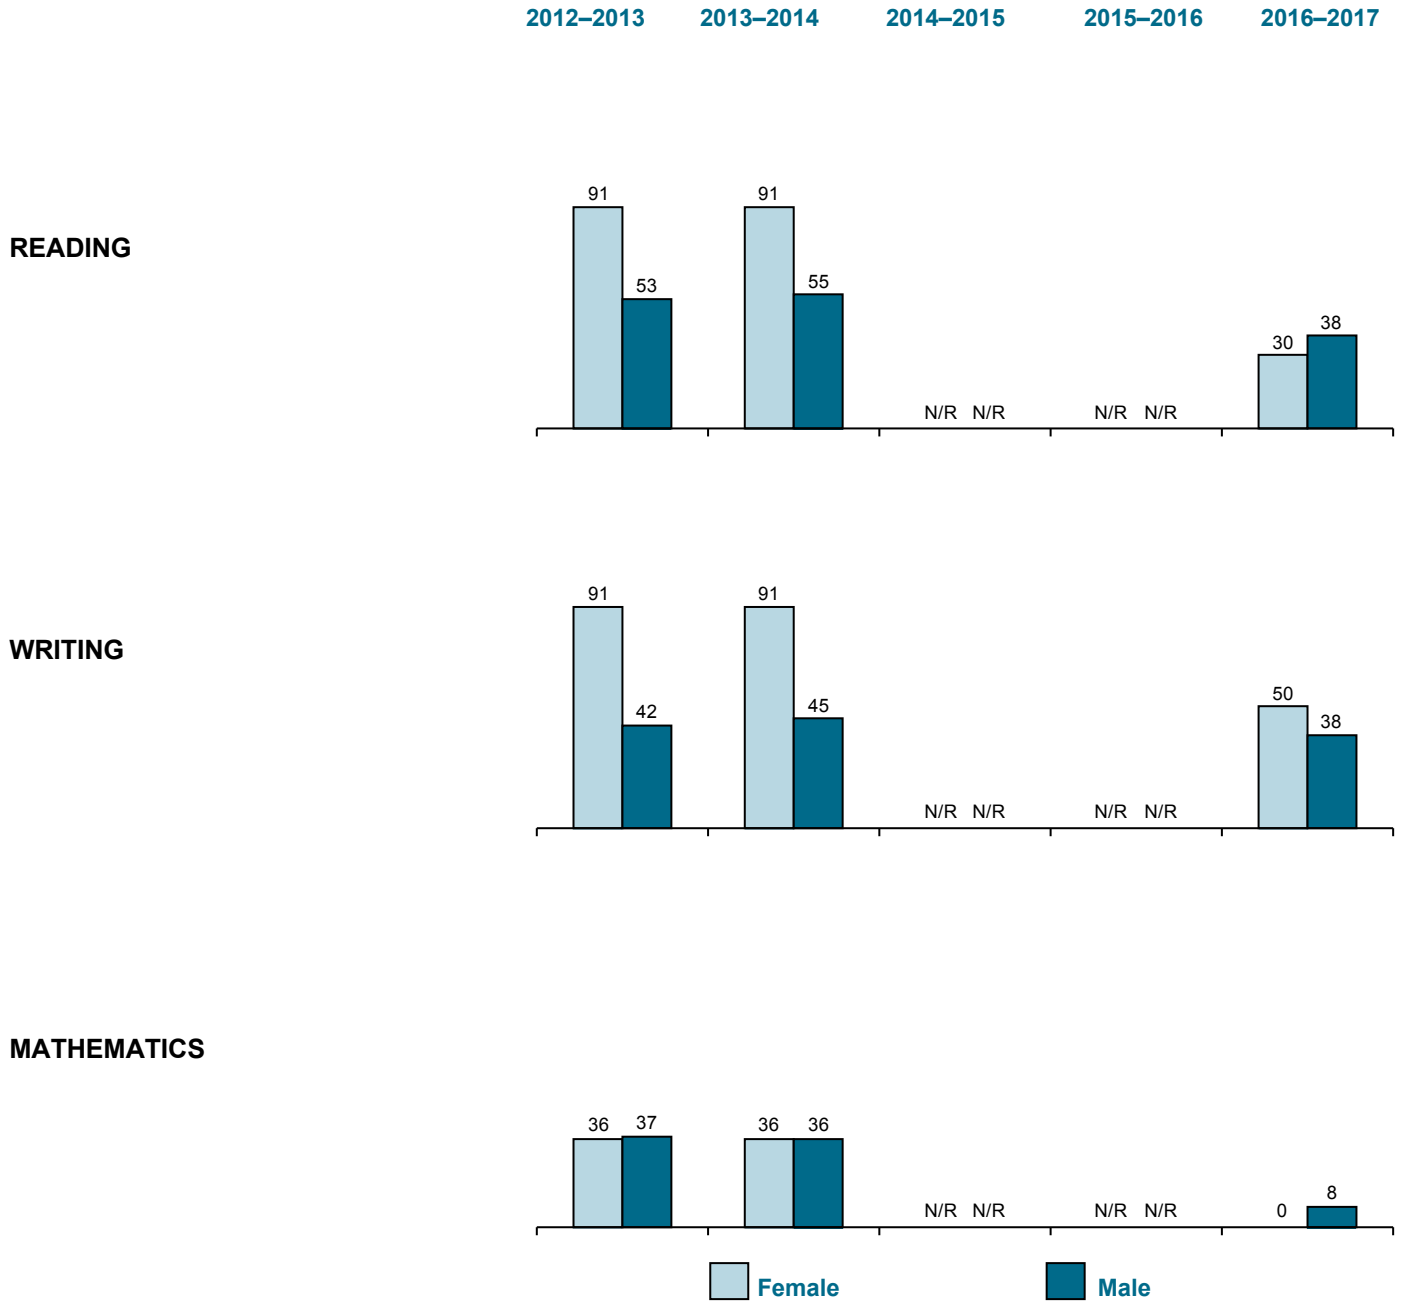 2012–2013 2013–2014 2014–2015 2015–2016 2016–2017
READING
91 91
53 55
30 38
N/R N/R N/R N/R
WRITING
91 91
42 45
50 38
N/R N/R N/R N/R
MATHEMATICS
36 37 36 36
N/R N/R N/R N/R 0 8
Female Male